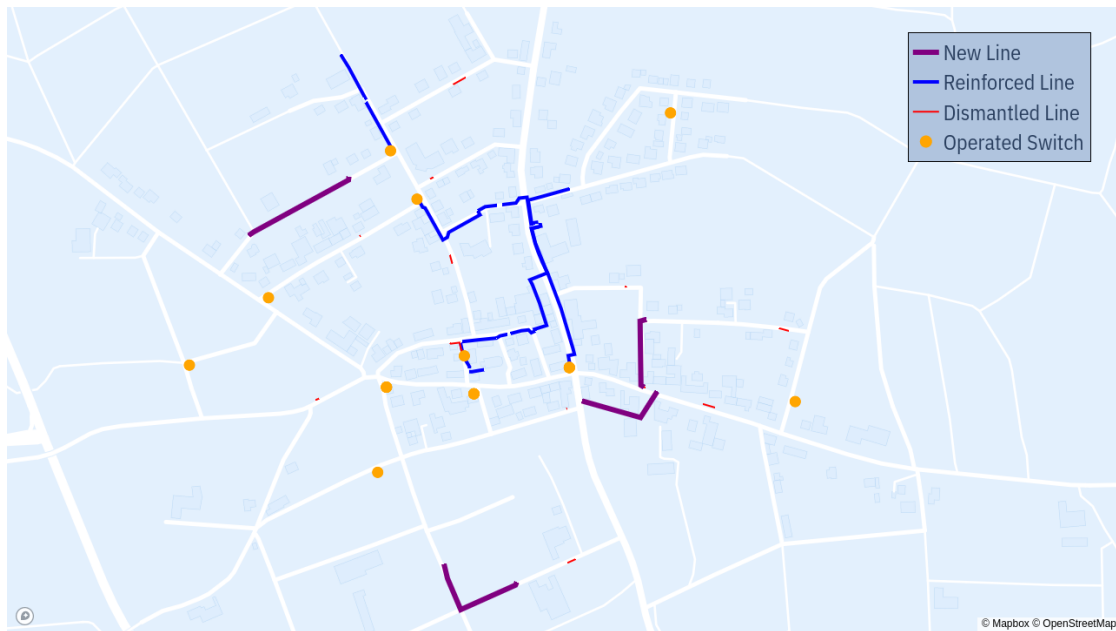 New Line
Reinforced Line
Dismantled Line
Operated Switch
© Mapbox © OpenStreetMap